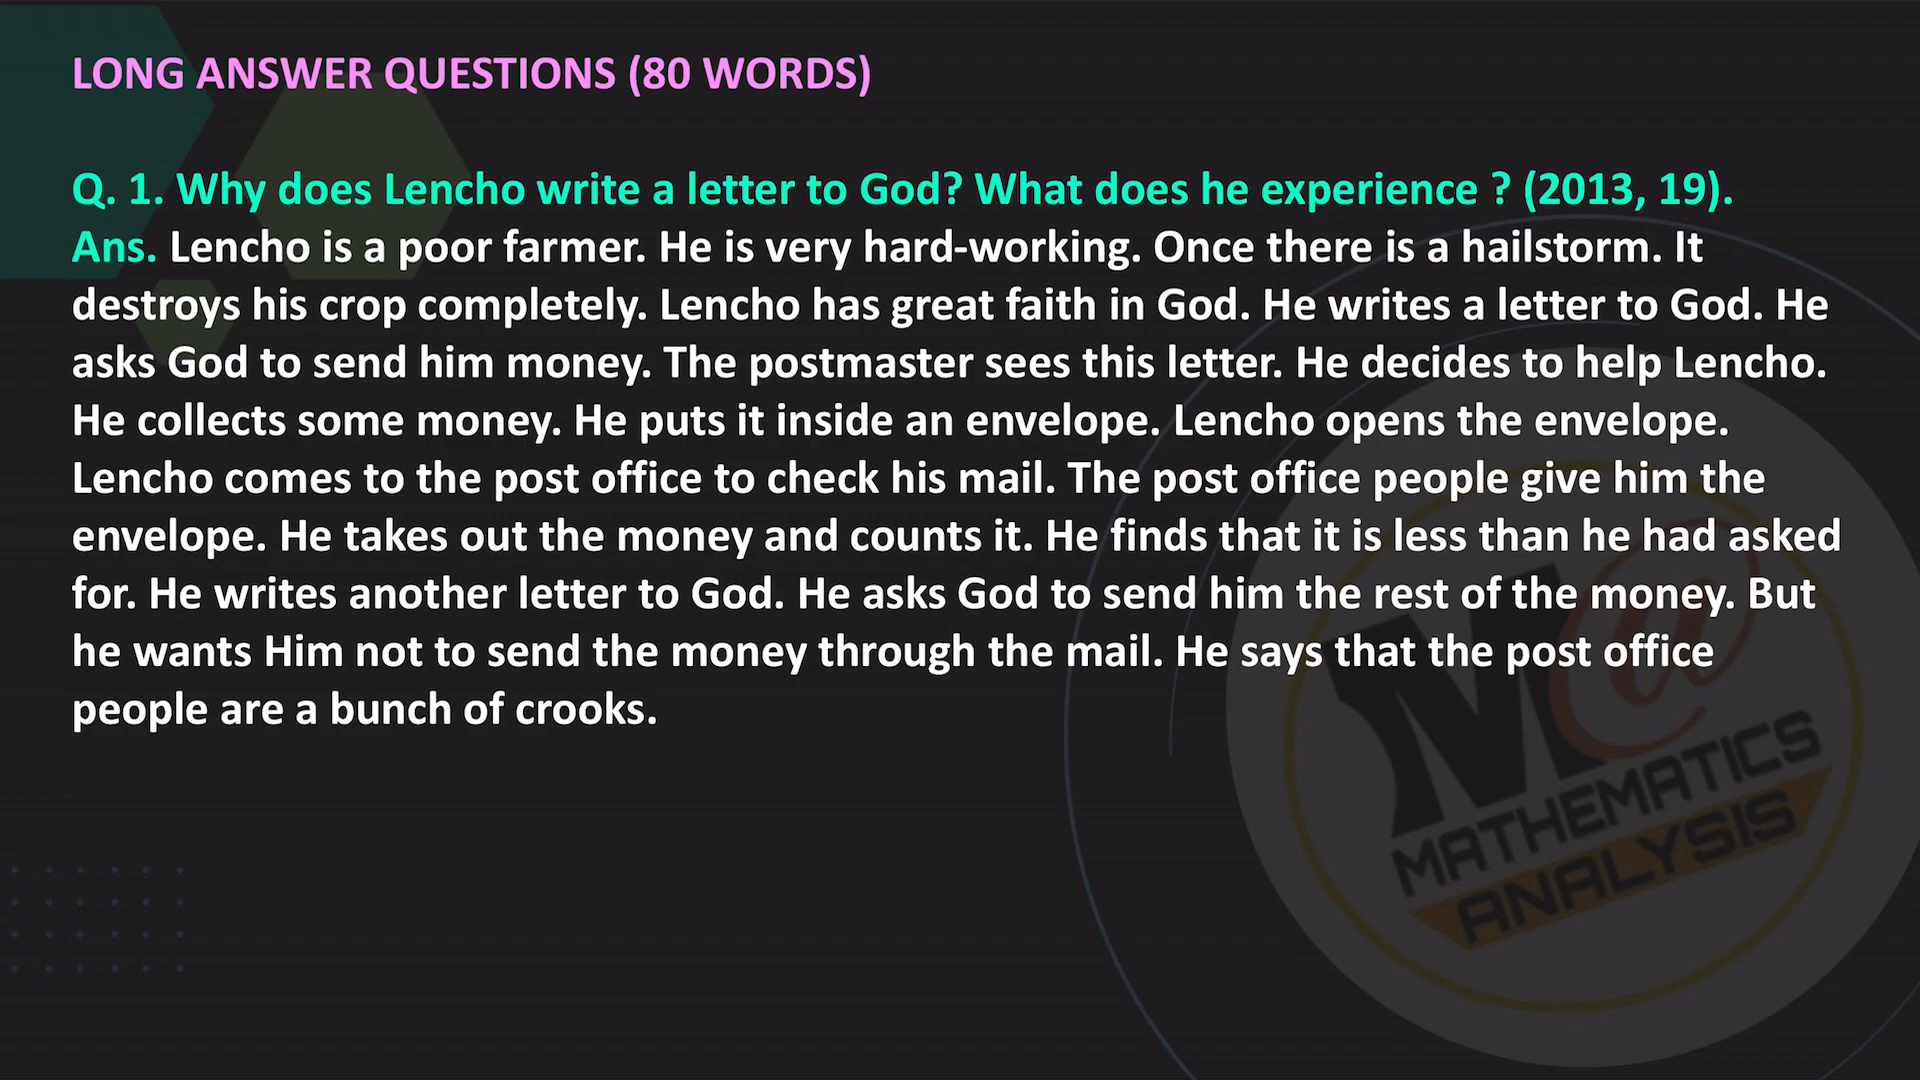 LONG ANSWER QUESTIONS (80 WORDS)
Q. 1. Why does Lencho write a letter to God? What does he experience ? (2013, 19).
Ans. Lencho is a poor farmer. He is very hard-working. Once there is a hailstorm. It
destroys his crop completely. Lencho has great faith in God. He writes a letter to God. He
asks God to send him money. The postmaster sees this letter. He decides to help Lencho.
He collects some money. He puts it inside an envelope. Lencho opens the envelope.
Lencho comes to the post office to check his mail. The post office people give him the
envelope. He takes out the money and counts it. He finds that it is less than he had asked
for. He writes another letter to God. He asks God to send him the rest of the money. But
he wants Him not to send the money through the mail. He says that the post office
people are a bunch of crooks.
M@
MATHEMATICS
ANALYSIS